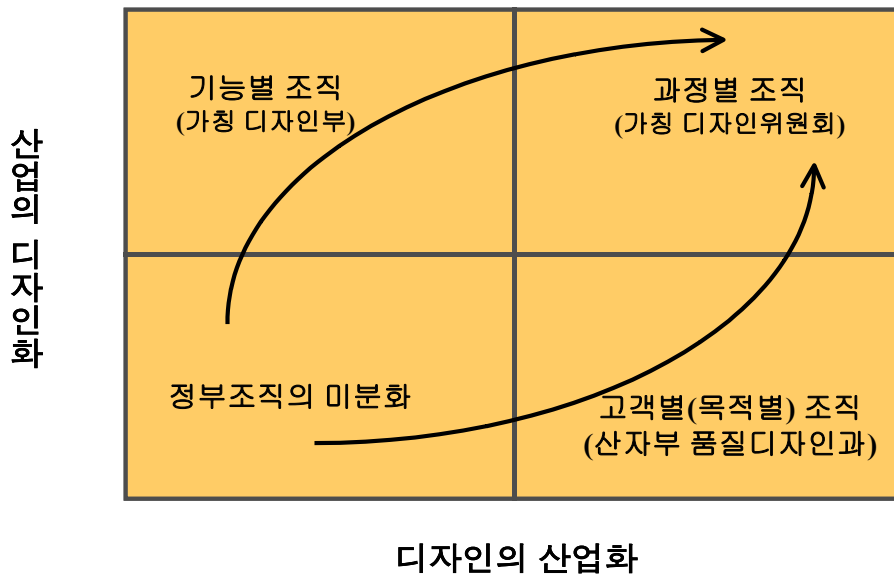 기능별 조직
(가칭 디자인부)
과정별 조직
(가칭 디자인위원회)
산업의 디자인화
정부조직의 미분화
고객별(목적별) 조직
(산자부 품질디자인과)
디자인의 산업화